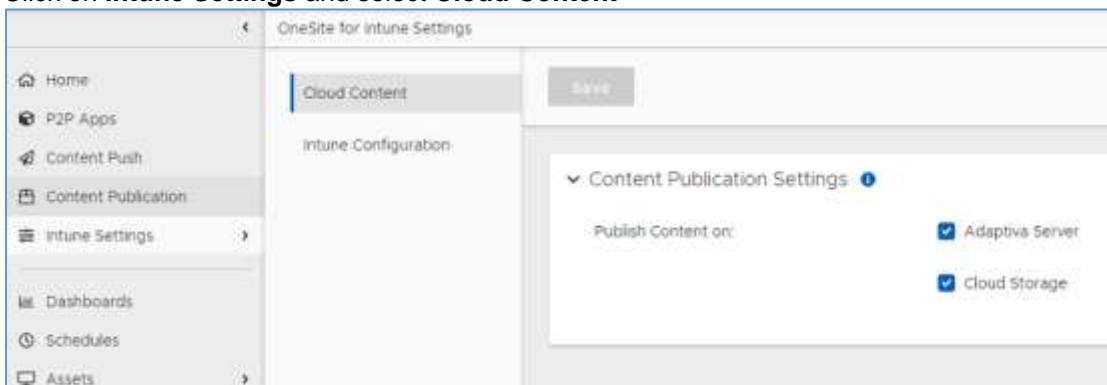 Click on Intune Settings and select Cloud Content
OneSite for Intune Settings
Home
P2P Apps
Content Push
Content Publication
Intune Settings
Dashboards
Schedules
Assets
Cloud Content
Intune Configuration
Save
Content Publication Settings
Publish Content on:
Adaptiva Server
Cloud Storage